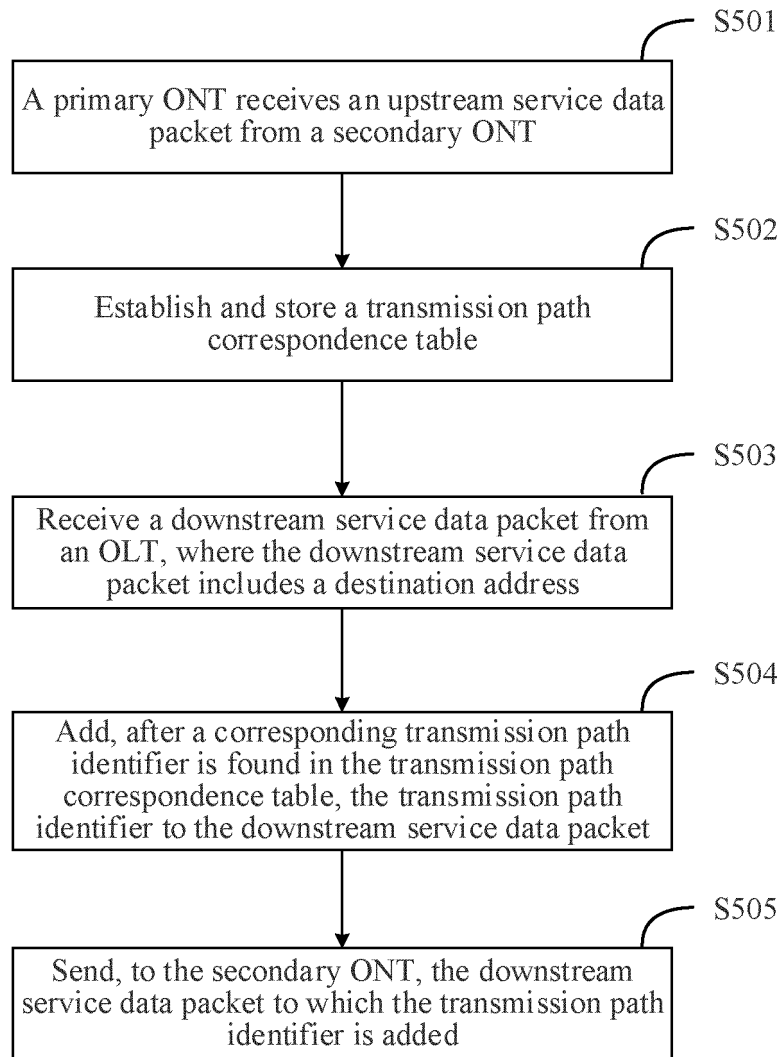 S501
A primary ONT receives an upstream service data
packet from a secondary ONT
S502
Establish and store a transmission path
correspondence table
S503
Receive a downstream service data packet from
an OLT, where the downstream service data
packet includes a destination address
S504
Add, after a corresponding transmission path
identifier is found in the transmission path
correspondence table, the transmission path
identifier to the downstream service data packet
S505
Send, to the secondary ONT, the downstream
service data packet to which the transmission path
identifier is added